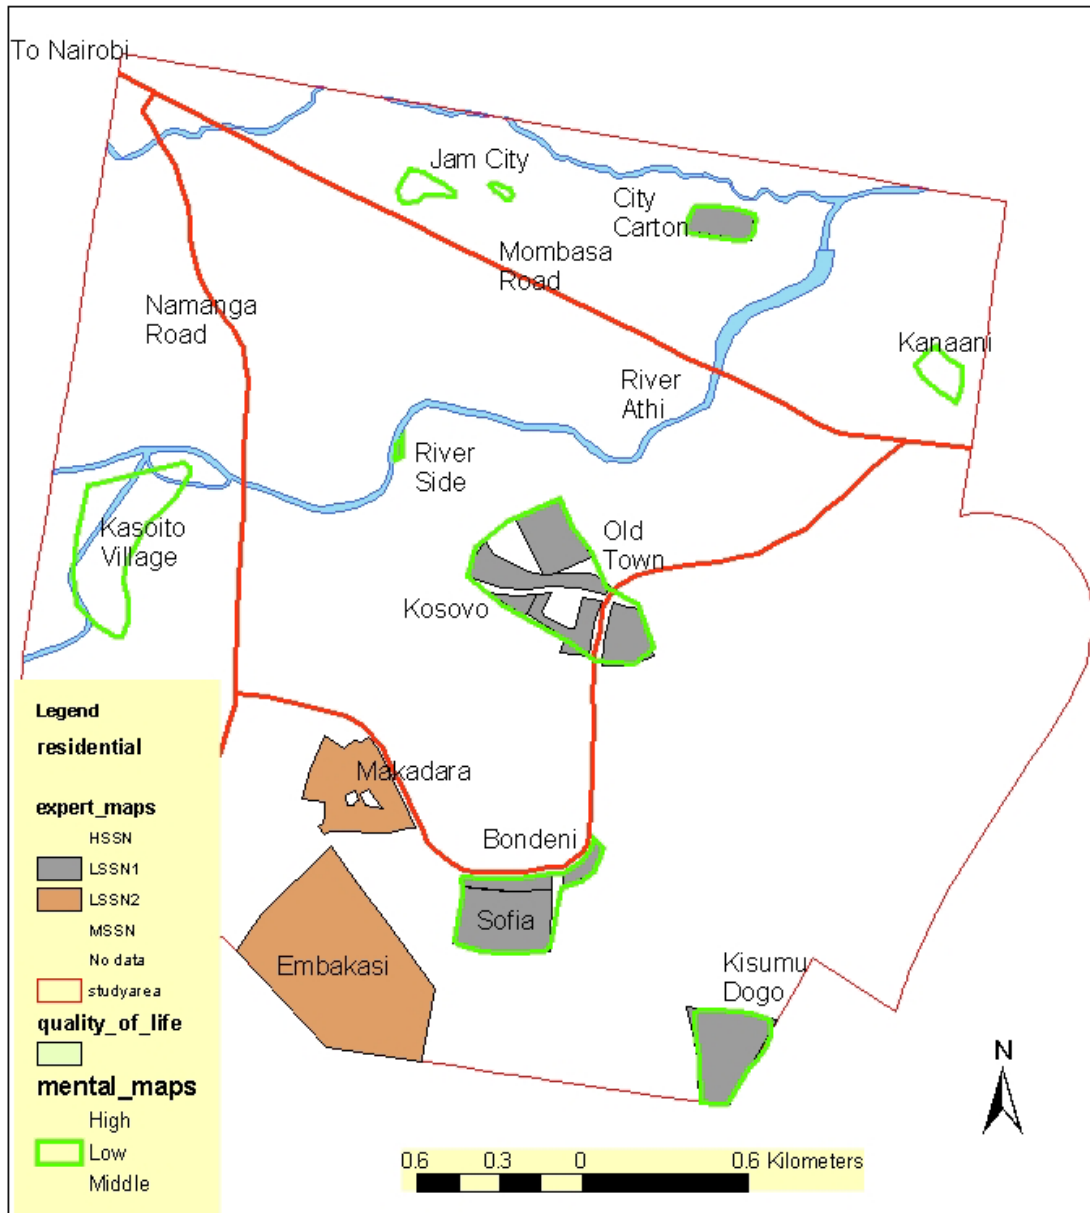 To Nairobi
Jam City
City
Carton
Mombasa
Road
Namanga
Road
Kanaani
River
Athi
River
Side
Kasoito
Village
Old
Town
Kosovo
Makadara
Bondeni
Sofia
Embakasi
Kisumu
Dogo
Legend
residential
expert_maps
HSSN
LSSN1
LSSN2
MSSN
No data
studyarea
quality_of_life
mental_maps
High
Low
Middle
N
0.6 0.3 0 0.6 Kilometers